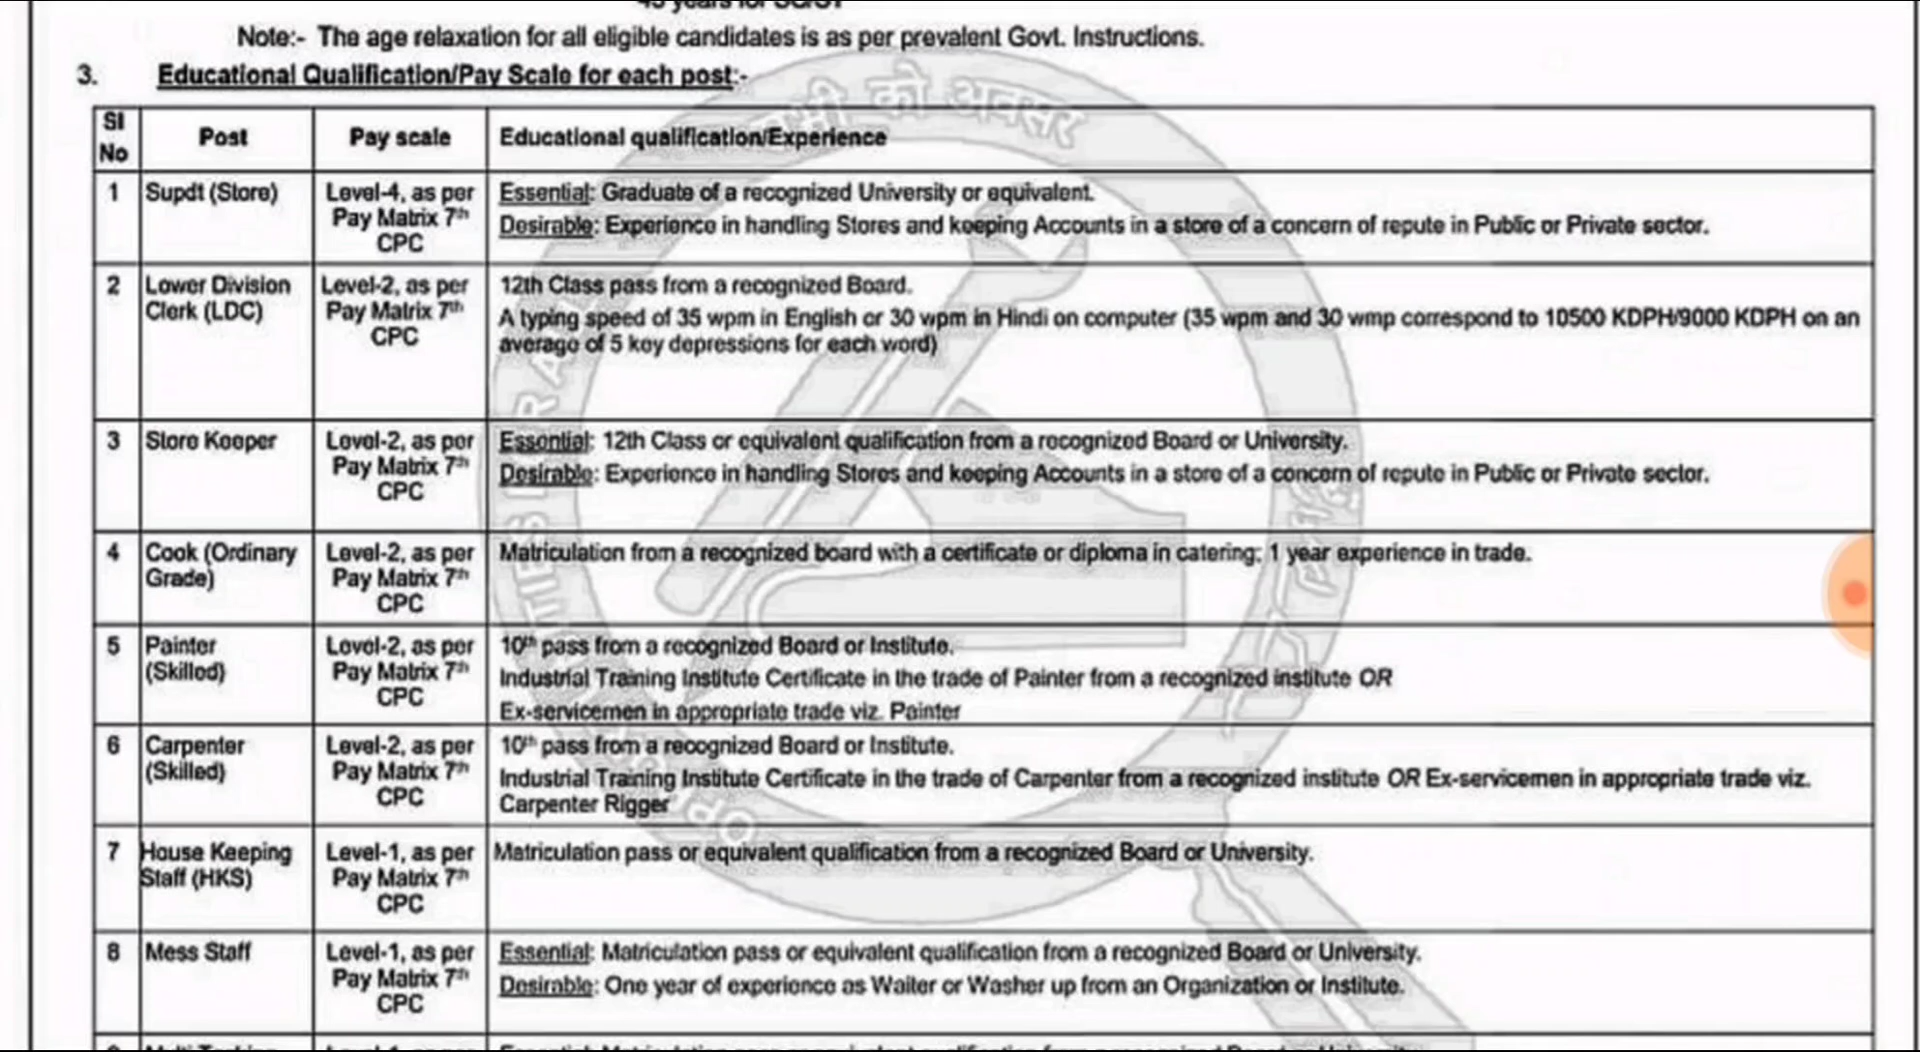 45 years for SC/ST
Note:- The age relaxation for all eligible candidates is as per prevalent Govt. Instructions.
3. Educational Qualification/Pay Scale for each post:-
Sl No
Post
Pay scale
Educational qualification/Experience
1
Supdt (Store)
Level-4, as per
Pay Matrix 7th
CPC
Essential: Graduate of a recognized University or equivalent.
Desirable: Experience in handling Stores and keeping Accounts in a store of a concern of repute in Public or Private sector.
2
Lower Division
Clerk (LDC)
Level-2, as per
Pay Matrix 7th
CPC
12th Class pass from a recognized Board.
A typing speed of 35 wpm in English or 30 wpm in Hindi on computer (35 wpm and 30 wmp correspond to 10500 KDPH/9000 KDPH on an
average of 5 key depressions for each word)
3
Store Keeper
Level-2, as per
Pay Matrix 7th
CPC
Essential: 12th Class or equivalent qualification from a recognized Board or University.
Desirable: Experience in handling Stores and keeping Accounts in a store of a concern of repute in Public or Private sector.
4
Cook (Ordinary
Grade)
Level-2, as per
Pay Matrix 7th
CPC
Matriculation from a recognized board with a certificate or diploma in catering; 1 year experience in trade.
5
Painter
(Skilled)
Level-2, as per
Pay Matrix 7th
CPC
10th pass from a recognized Board or Institute.
Industrial Training Institute Certificate in the trade of Painter from a recognized institute OR
Ex-servicemen in appropriate trade viz. Painter
6
Carpenter
(Skilled)
Level-2, as per
Pay Matrix 7th
CPC
10th pass from a recognized Board or Institute.
Industrial Training Institute Certificate in the trade of Carpenter from a recognized institute OR Ex-servicemen in appropriate trade viz.
Carpenter Rigger
7
House Keeping
Staff (HKS)
Level-1, as per
Pay Matrix 7th
CPC
Matriculation pass or equivalent qualification from a recognized Board or University.
8
Mess Staff
Level-1, as per
Pay Matrix 7th
CPC
Essential: Matriculation pass or equivalent qualification from a recognized Board or University.
Desirable: One year of experience as Waiter or Washer up from an Organization or Institute.
को अवसर